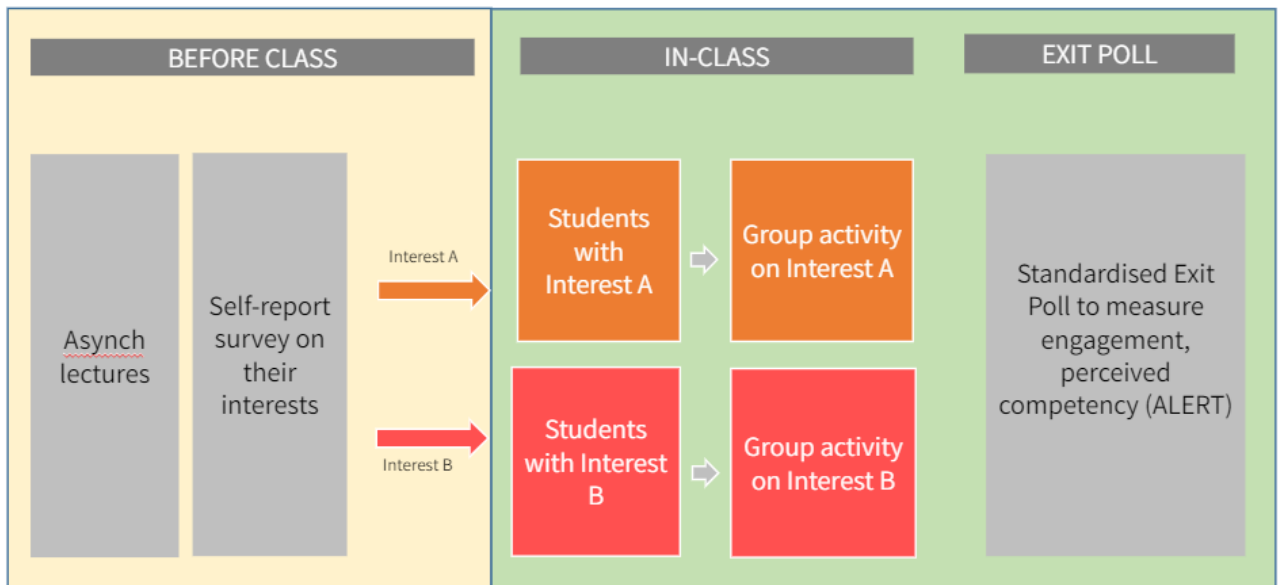 BEFORE CLASS
IN-CLASS
EXIT POLL
Asynch
lectures
Self-report
survey on
their
interests
Interest A
Interest B
Students
with
Interest A
Group activity
on Interest A
Students
with Interest
B
Group activity
on Interest B
Standardised Exit
Poll to measure
engagement,
perceived
competency (ALERT)